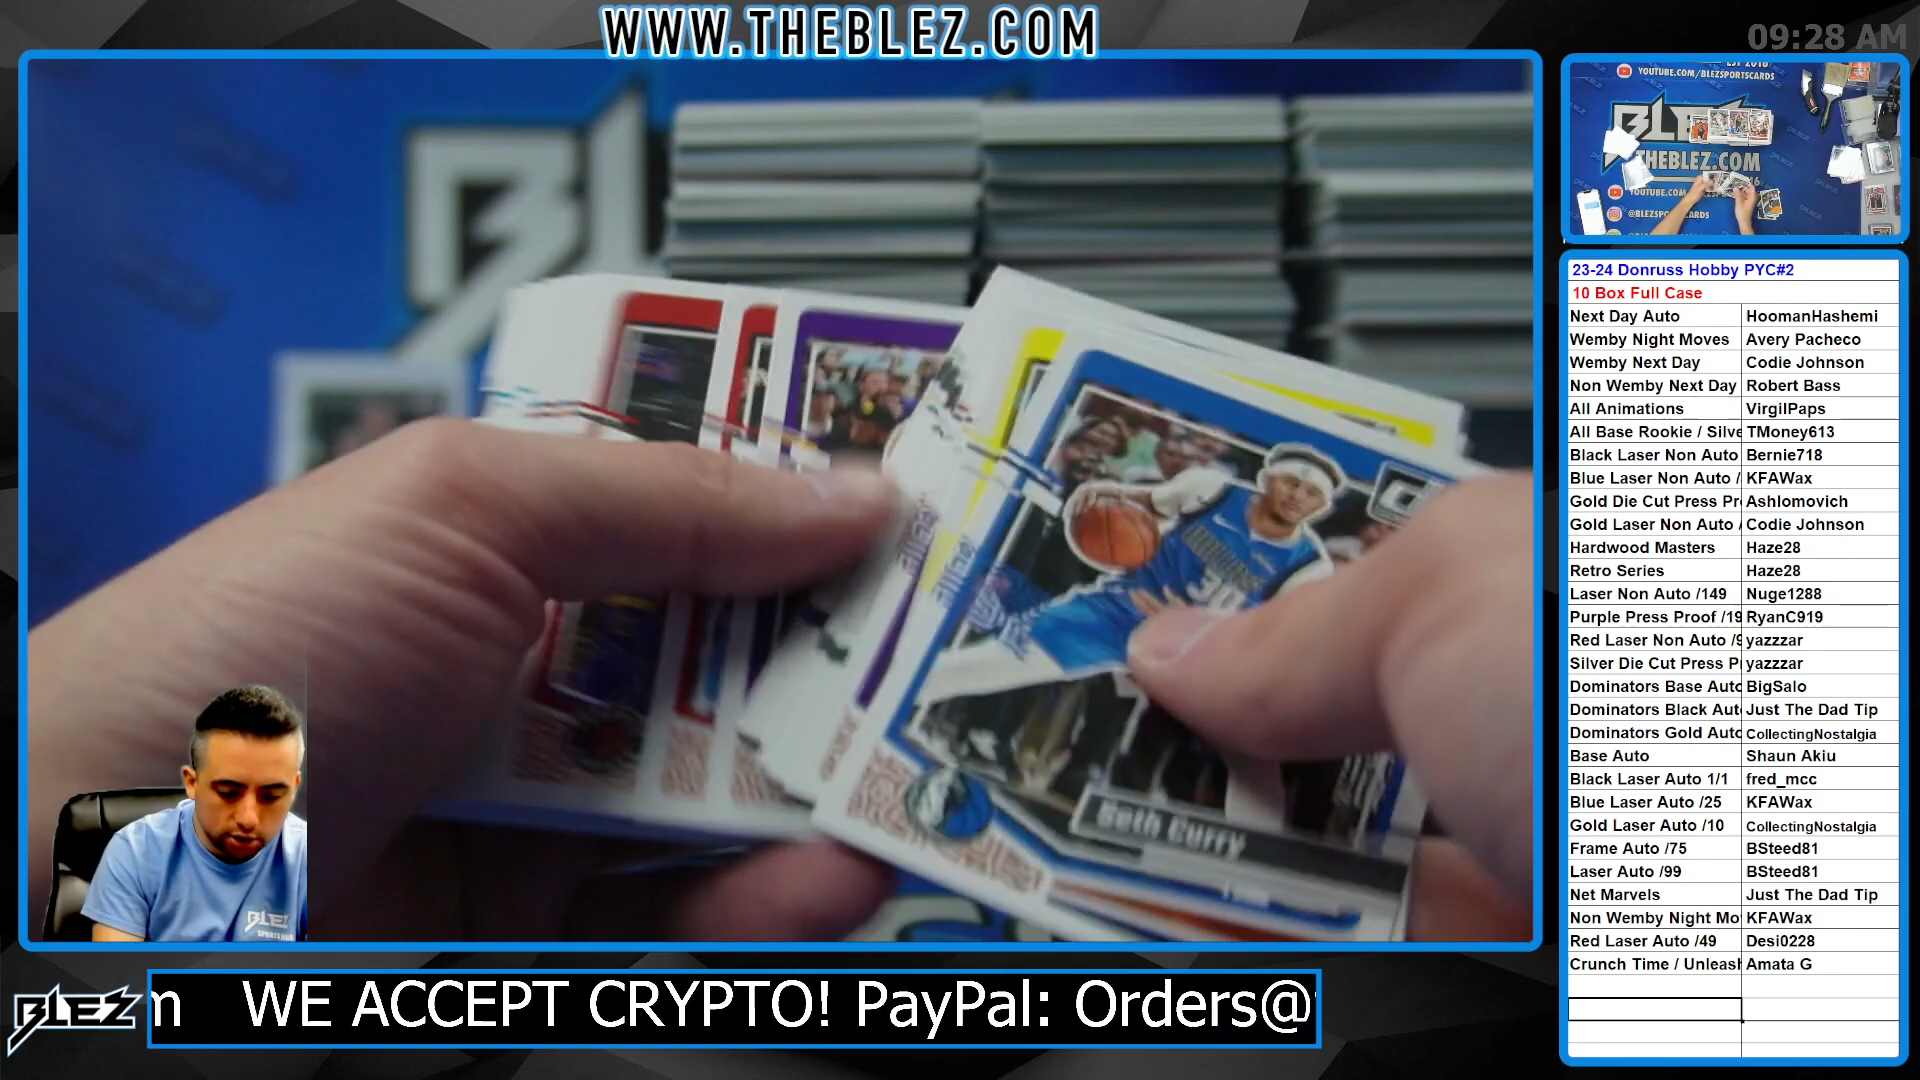 WWW.THEBLEZ.COM
09:28 AM
YOUTUBE.COM/BLEZSPORTSCARDS
THEBLEZ.COM
YOUTUBE.COM
@BLEZSPO CARDS
23-24 Donruss Hobby PYC#2
10 Box Full Case
Next Day Auto HoomanHashemi
Wemby Night Moves Avery Pacheco
Wemby Next Day Codie Johnson
Non Wemby Next Day Robert Bass
All Animations VirgilPaps
All Base Rookie / Silve TMoney613
Black Laser Non Auto Bernie718
Blue Laser Non Auto / KFAWax
Gold Die Cut Press Pr Ashlomovich
Gold Laser Non Auto / Codie Johnson
Hardwood Masters Haze28
Retro Series Haze28
Laser Non Auto /149 Nuge1288
Purple Press Proof /19 RyanC919
Red Laser Non Auto /9 yazzzar
Silver Die Cut Press P yazzzar
Dominators Base Auto BigSalo
Dominators Black Aut Just The Dad Tip
Dominators Gold Auto CollectingNostalgia
Base Auto Shaun Akiu
Black Laser Auto 1/1 fred_mcc
Blue Laser Auto /25 KFAWax
Gold Laser Auto /10 CollectingNostalgia
Frame Auto /75 BSteed81
Laser Auto /99 BSteed81
Net Marvels Just The Dad Tip
Non Wemby Night Mo KFAWax
Red Laser Auto /49 Desi0228
Crunch Time / Unleash Amata G
30
Seth Curry
BLEZ
BLEZ
m WE ACCEPT CRYPTO! PayPal: Orders@